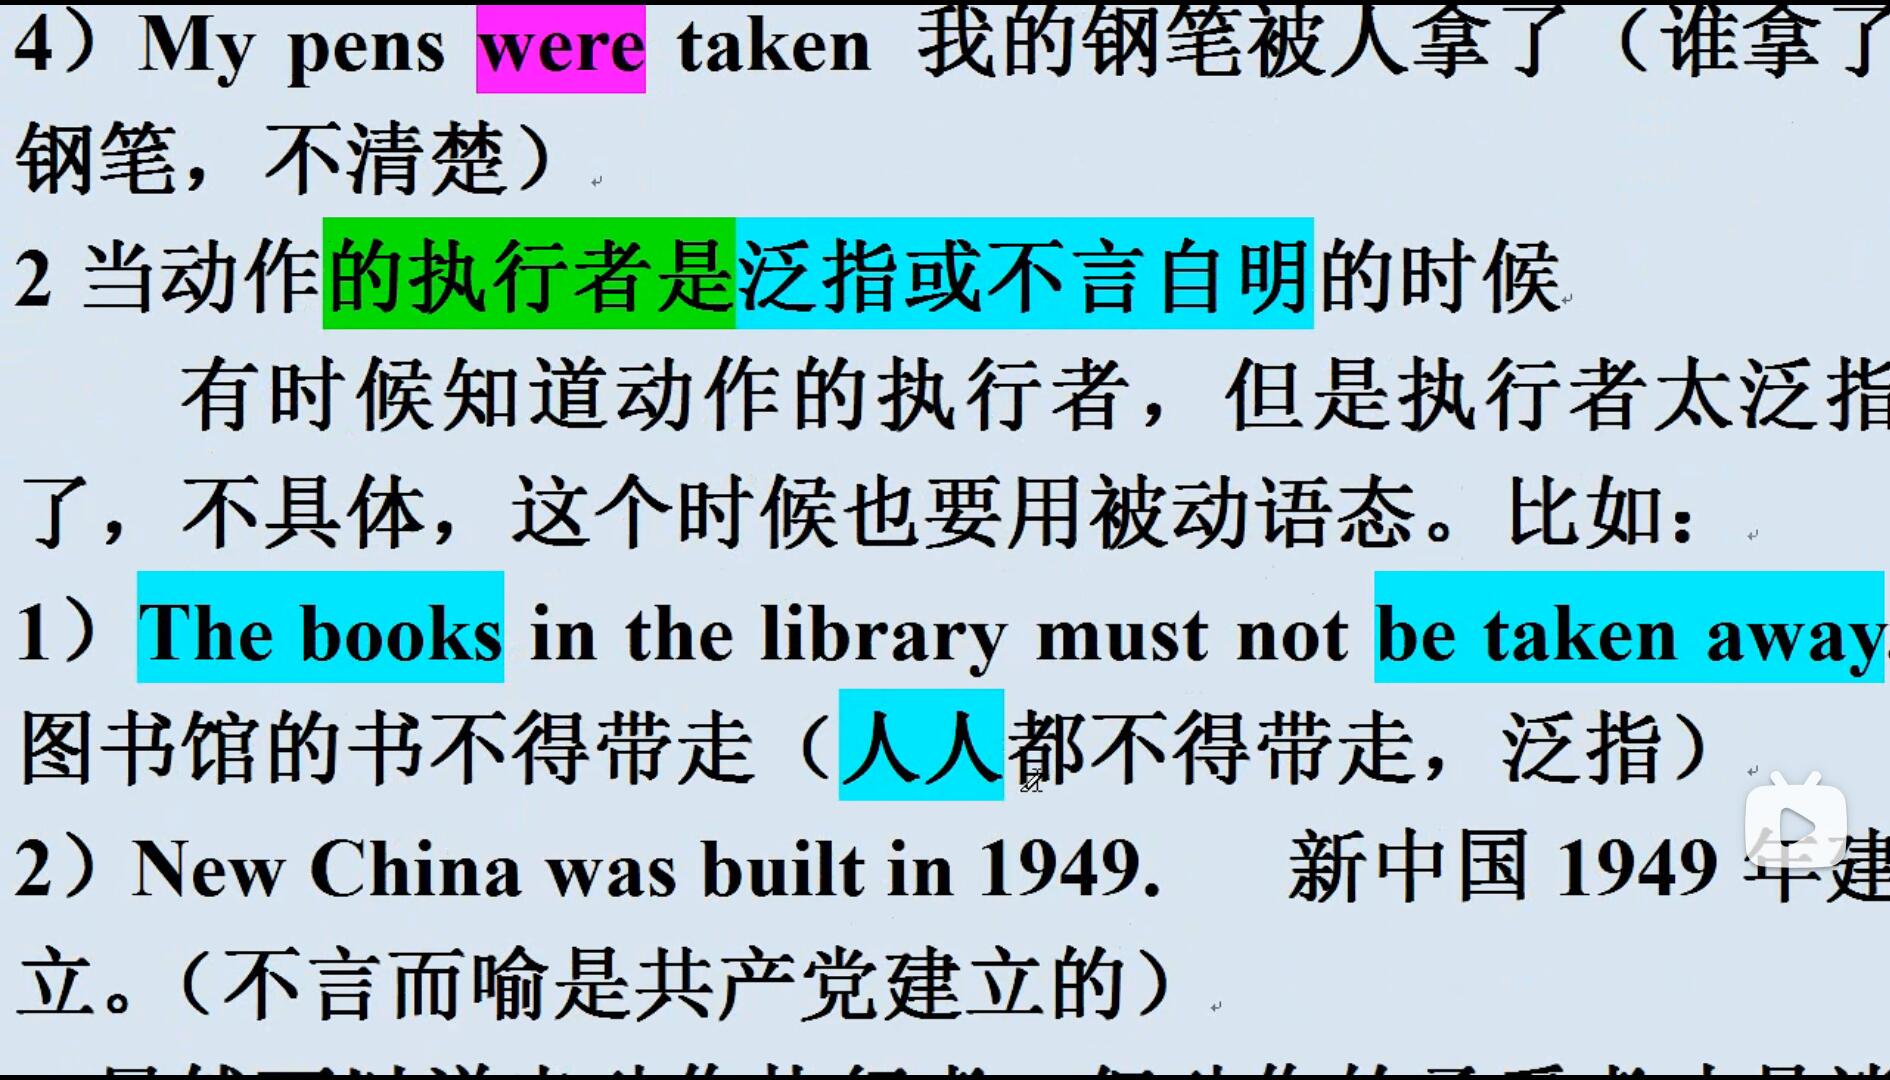 4）My pens were taken 我的钢笔被人拿了（谁拿了
钢笔，不清楚）
2 当动作的执行者是泛指或不言自明的时候
有时候知道动作的执行者，但是执行者太泛指
了，不具体，这个时候也要用被动语态。比如：
1）The books in the library must not be taken away.
图书馆的书不得带走（人人都不得带走，泛指）
2）New China was built in 1949. 新中国 1949 年建
立。（不言而喻是共产党建立的）